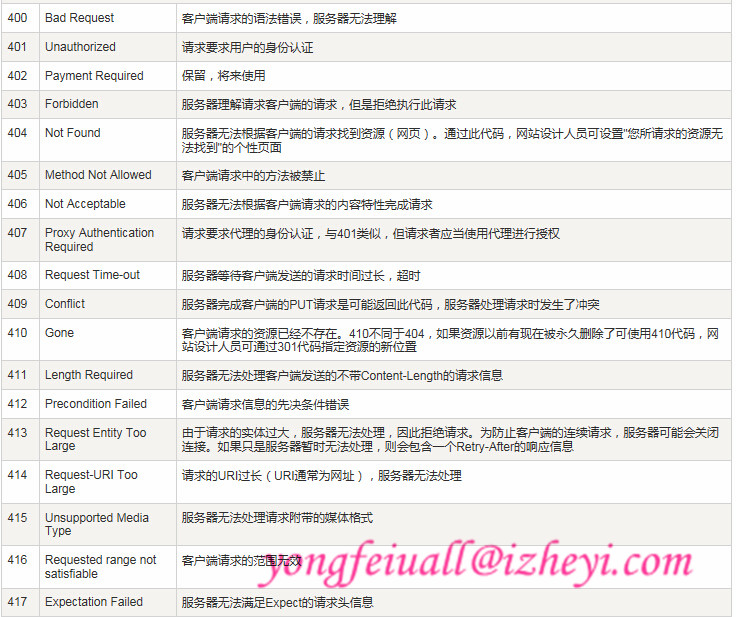 400 Bad Request 客户端请求的语法错误，服务器无法理解
401 Unauthorized 请求要求用户的身份认证
402 Payment Required 保留，将来使用
403 Forbidden 服务器理解请求客户端的请求，但是拒绝执行此请求
404 Not Found 服务器无法根据客户端的请求找到资源（网页）。通过此代码，网站设计人员可设置"您所请求的资源无
法找到"的个性页面
405 Method Not Allowed 客户端请求中的方法被禁止
406 Not Acceptable 服务器无法根据客户端请求的内容特性完成请求
407 Proxy Authentication 请求要求代理的身份认证，与401类似，但请求者应当使用代理进行授权
Required
408 Request Time-out 服务器等待客户端发送的请求时间过长，超时
409 Conflict 服务器完成客户端的PUT请求是可能返回此代码，服务器处理请求时发生了冲突
410 Gone 客户端请求的资源已经不存在。410不同于404，如果资源以前有现在被永久删除了可使用410代码，网
站设计人员可通过301代码指定资源的新位置
411 Length Required 服务器无法处理客户端发送的不带Content-Length的请求信息
412 Precondition Failed 客户端请求信息的先决条件错误
413 Request Entity Too 由于请求的实体过大，服务器无法处理，因此拒绝请求。为防止客户端的连续请求，服务器可能会关闭
Large 连接。如果只是服务器暂时无法处理，则会包含一个Retry-After的响应信息
414 Request-URI Too 请求的URI过长（URI通常为网址），服务器无法处理
Large
415 Unsupported Media 服务器无法处理请求附带的媒体格式
Type
416 Requested range not 客户端请求的范围无效
satisfiable
yongfeiuall@izheyi.com
417 Expectation Failed 服务器无法满足Expect的请求头信息